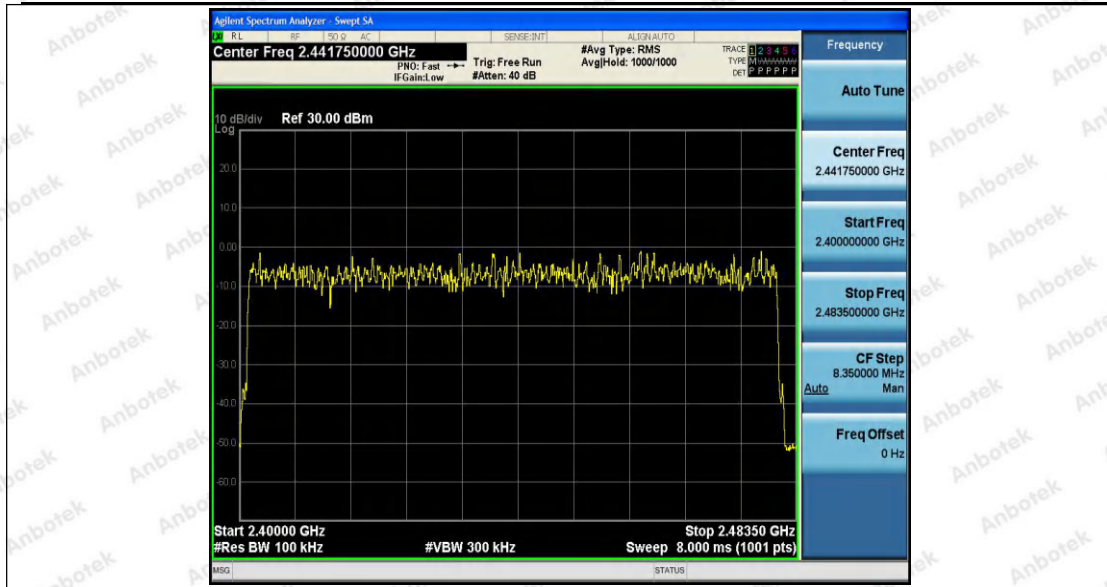 Agilent Spectrum Analyzer - Swept SA
RL RF 50 Ω AC SENSE:INT ALIGNAUTO
Center Freq 2.441750000 GHz
PNO: Fast
IFGain:Low
Trig: Free Run
#Atten: 40 dB
#Avg Type: RMS
Avg|Hold: 1000/1000
TRACE 1 2 3 4 5 6
TYPE M
DET P P P P P P
10 dB/div Ref 30.00 dBm
Log
20.0
10.0
0.00
-10.0
-20.0
-30.0
-40.0
-50.0
-60.0
Start 2.40000 GHz Stop 2.48350 GHz
#Res BW 100 kHz #VBW 300 kHz Sweep 8.000 ms (1001 pts)
MSG STATUS
Frequency
Auto Tune
Center Freq
2.441750000 GHz
Start Freq
2.400000000 GHz
Stop Freq
2.483500000 GHz
CF Step
8.350000 MHz
Auto Man
Freq Offset
0 Hz
Anbotek